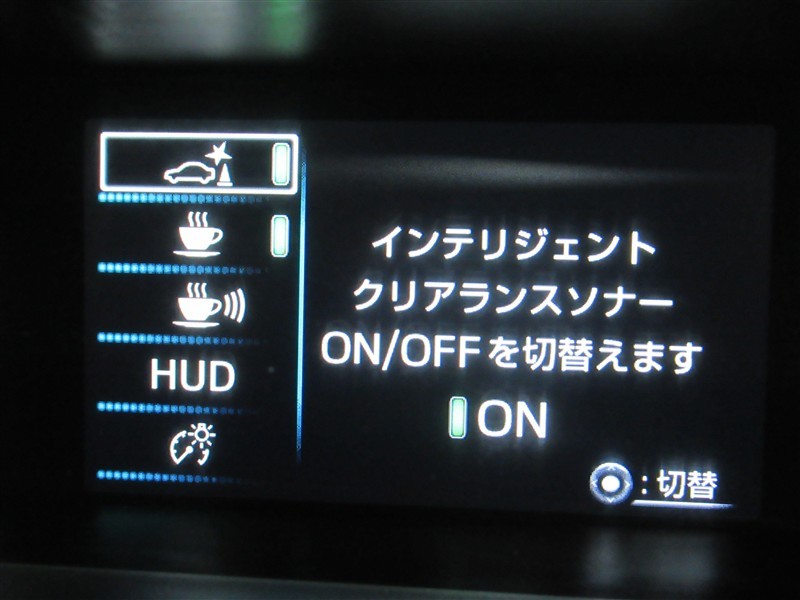 HUD
インテリジェント
クリアランスソナー
ON/OFFを切替えます
ON
:切替